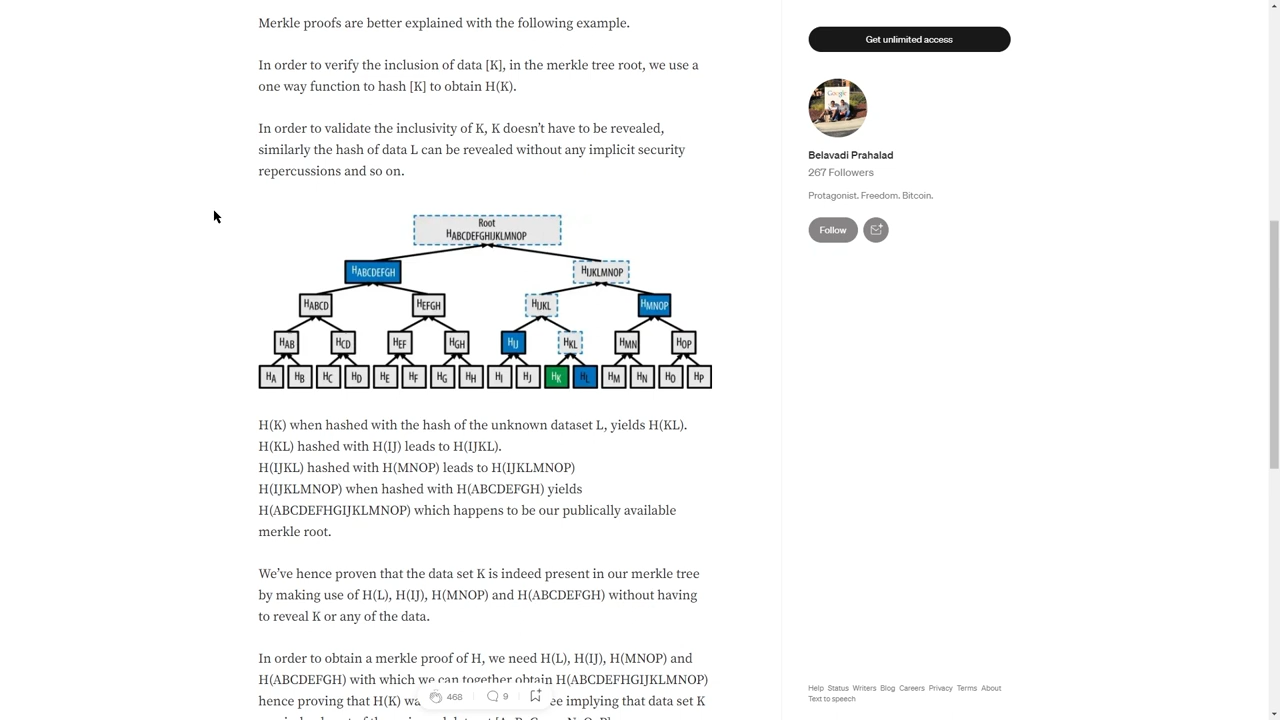 Merkle proofs are better explained with the following example.
In order to verify the inclusion of data [K], in the merkle tree root, we use a
one way function to hash [K] to obtain H(K).
In order to validate the inclusivity of K, K doesn't have to be revealed,
similarly the hash of data L can be revealed without any implicit security
repercussions and so on.
Root
HABCDEFGHIJKLMNOP
HABCDEFGH HIJKLMNOP
HABCD HEFGH HIJKL HMNOP
HAB HCD HEF HGH HIJ HKL HMN HOP
HA HB HC HD HE HF HG HH HI HJ HK HL HM HN HO HP
H(K) when hashed with the hash of the unknown dataset L, yields H(KL).
H(KL) hashed with H(IJ) leads to H(IJKL).
H(IJKL) hashed with H(MNOP) leads to H(IJKLMNOP)
H(IJKLMNOP) when hashed with H(ABCDEFGH) yields
H(ABCDEFHGIJKLMNOP) which happens to be our publically available
merkle root.
We've hence proven that the data set K is indeed present in our merkle tree
by making use of H(L), H(IJ), H(MNOP) and H(ABCDEFGH) without having
to reveal K or any of the data.
In order to obtain a merkle proof of H, we need H(L), H(IJ), H(MNOP) and
H(ABCDEFGH) with which we can together obtain H(ABCDEFHGIJKLMNOP)
hence proving that H(K) wa ee implying that data set K
468 9
Get unlimited access
Google
Belavadi Prahalad
267 Followers
Protagonist. Freedom. Bitcoin.
Follow
Help Status Writers Blog Careers Privacy Terms About
Text to speech